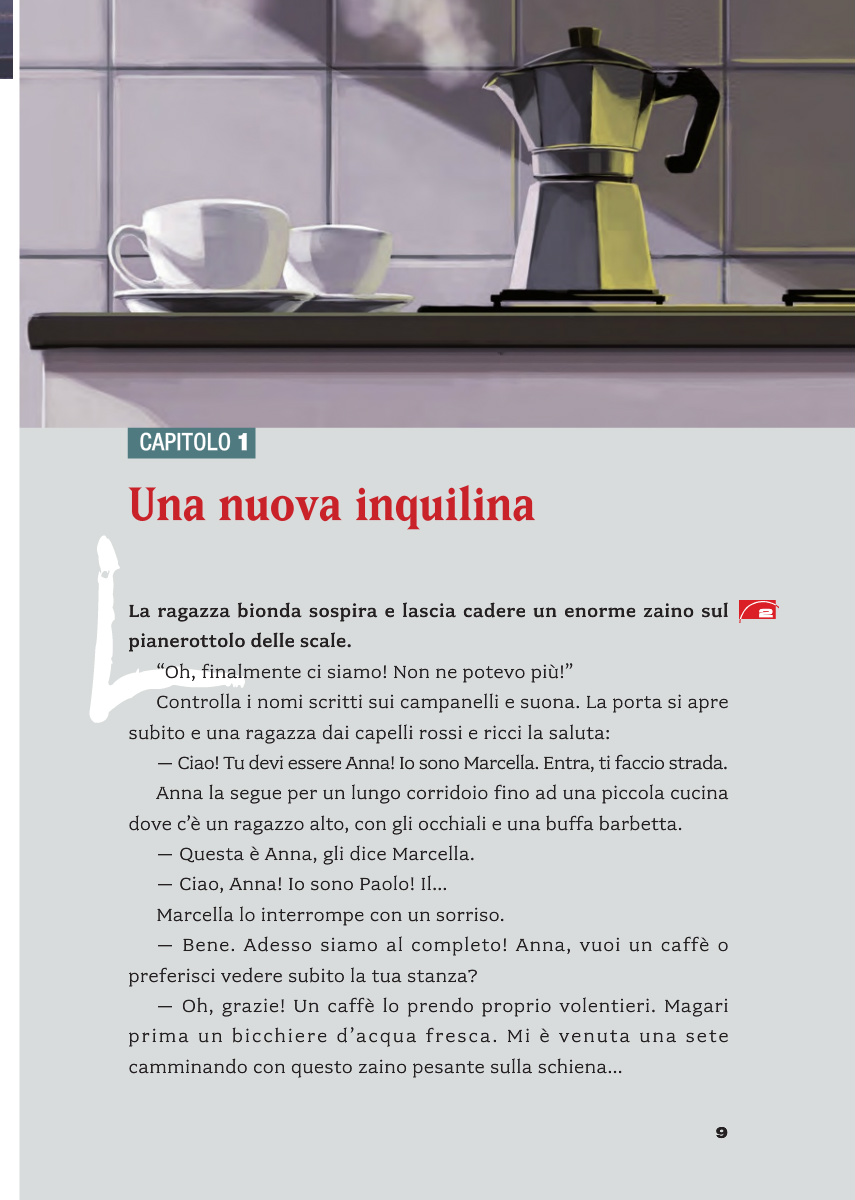 CAPITOLO 1
Una nuova inquilina
La ragazza bionda sospira e lascia cadere un enorme zaino sul
2
pianerottolo delle scale.
“Oh, finalmente ci siamo! Non ne potevo più!”
Controlla i nomi scritti sui campanelli e suona. La porta si apre
subito e una ragazza dai capelli rossi e ricci la saluta:
— Ciao! Tu devi essere Anna! Io sono Marcella. Entra, ti faccio strada.
Anna la segue per un lungo corridoio fino ad una piccola cucina
dove c’è un ragazzo alto, con gli occhiali e una buffa barbetta.
— Questa è Anna, gli dice Marcella.
— Ciao, Anna! Io sono Paolo! Il...
Marcella lo interrompe con un sorriso.
— Bene. Adesso siamo al completo! Anna, vuoi un caffè o
preferisci vedere subito la tua stanza?
— Oh, grazie! Un caffè lo prendo proprio volentieri. Magari
prima un bicchiere d’acqua fresca. Mi è venuta una sete
camminando con questo zaino pesante sulla schiena...
9